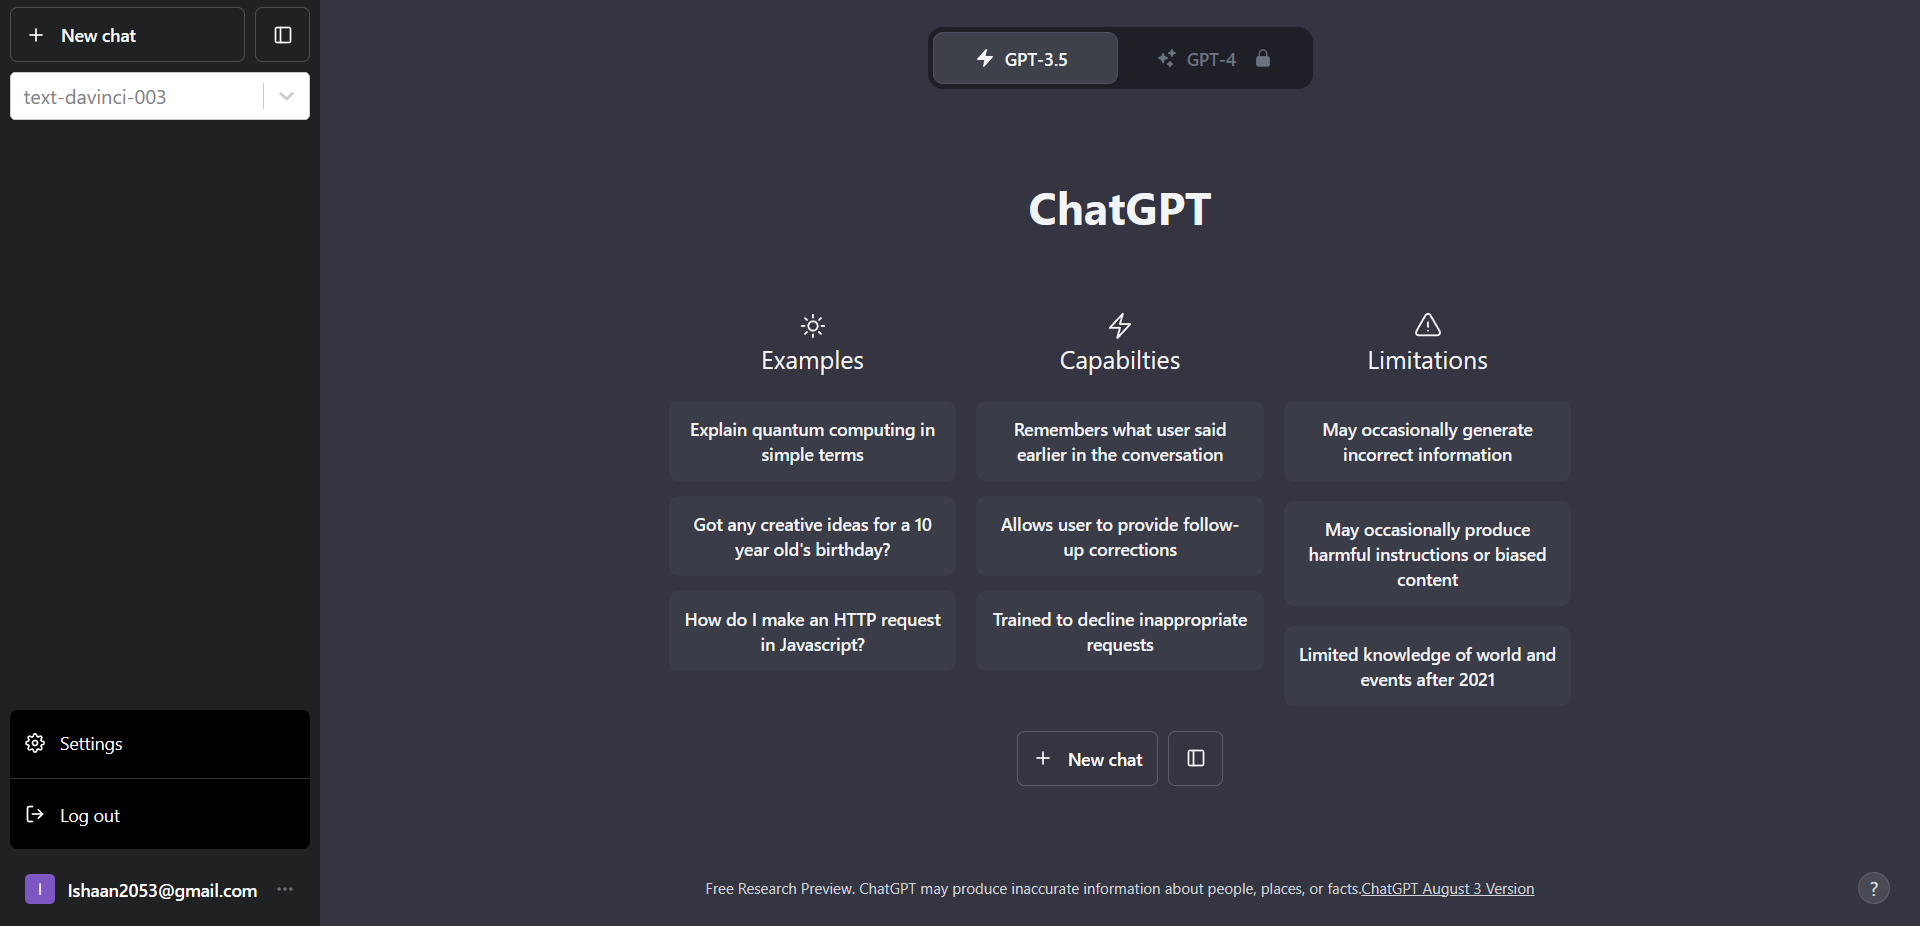 New chat
text-davinci-003
GPT-3.5
GPT-4
ChatGPT
Examples
Explain quantum computing in
simple terms
Got any creative ideas for a 10
year old's birthday?
How do I make an HTTP request
in Javascript?
Capabilties
Remembers what user said
earlier in the conversation
Allows user to provide follow-
up corrections
Trained to decline inappropriate
requests
Limitations
May occasionally generate
incorrect information
May occasionally produce
harmful instructions or biased
content
Limited knowledge of world and
events after 2021
New chat
Settings
Log out
I
Ishaan2053@gmail.com
Free Research Preview. ChatGPT may produce inaccurate information about people, places, or facts.ChatGPT August 3 Version
?